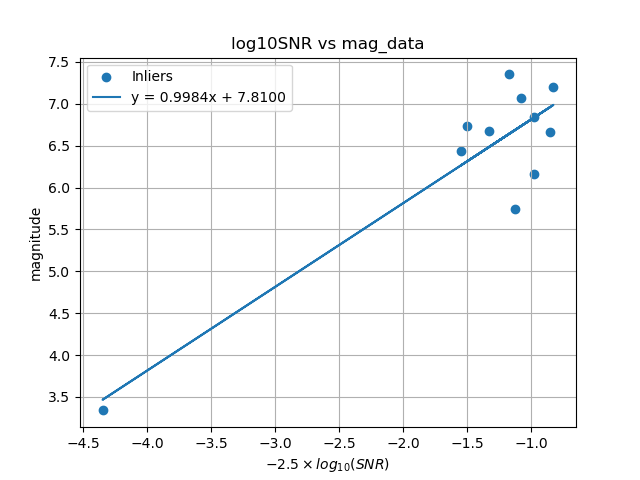 log10SNR vs mag_data
Inliers
y = 0.9984x + 7.8100
7.5
7.0
6.5
6.0
5.5
5.0
4.5
4.0
3.5
magnitude
−4.5 −4.0 −3.5 −3.0 −2.5 −2.0 −1.5 −1.0
−2.5 × log10(SNR)